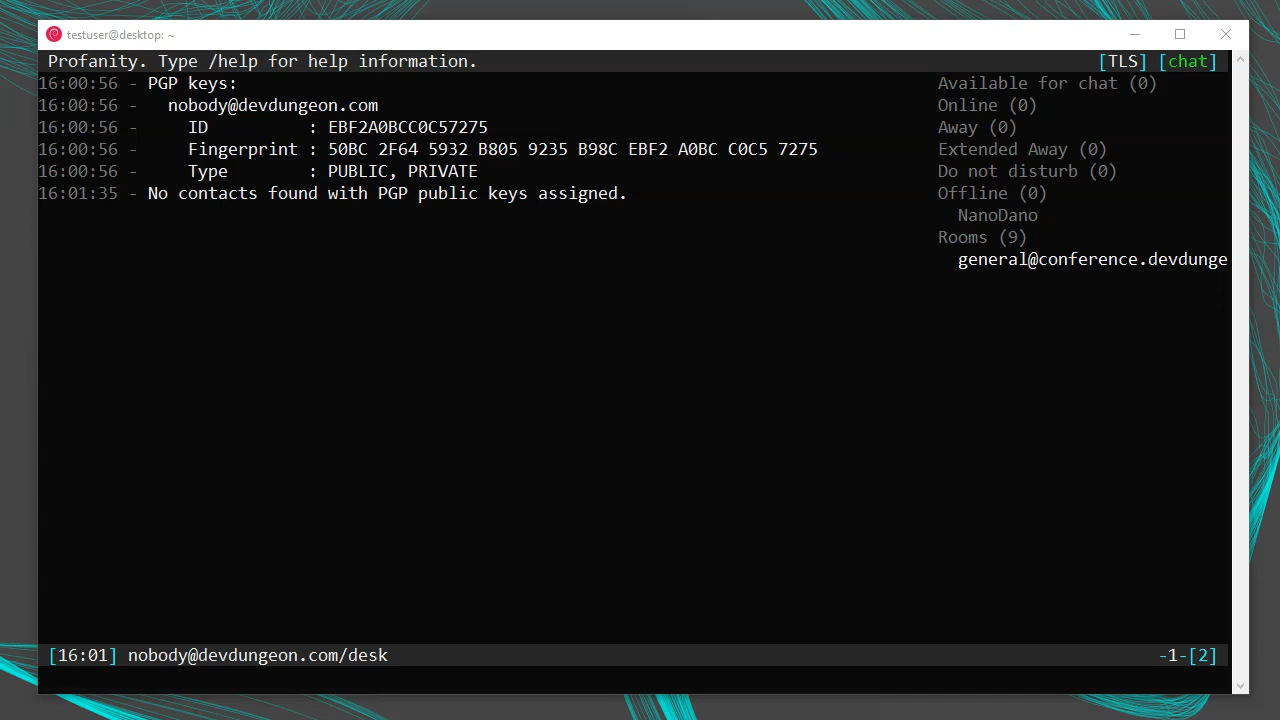 testuser@desktop: ~
Profanity. Type /help for help information. [TLS] [chat]
16:00:56 - PGP keys:
16:00:56 - nobody@devdungeon.com
16:00:56 - ID : EBF2A0BCC0C57275
16:00:56 - Fingerprint : 50BC 2F64 5932 B805 9235 B98C EBF2 A0BC C0C5 7275
16:00:56 - Type : PUBLIC, PRIVATE
16:01:35 - No contacts found with PGP public keys assigned.
Available for chat (0)
Online (0)
Away (0)
Extended Away (0)
Do not disturb (0)
Offline (0)
NanoDano
Rooms (9)
general@conference.devdunge
[16:01] nobody@devdungeon.com/desk -1-[2]